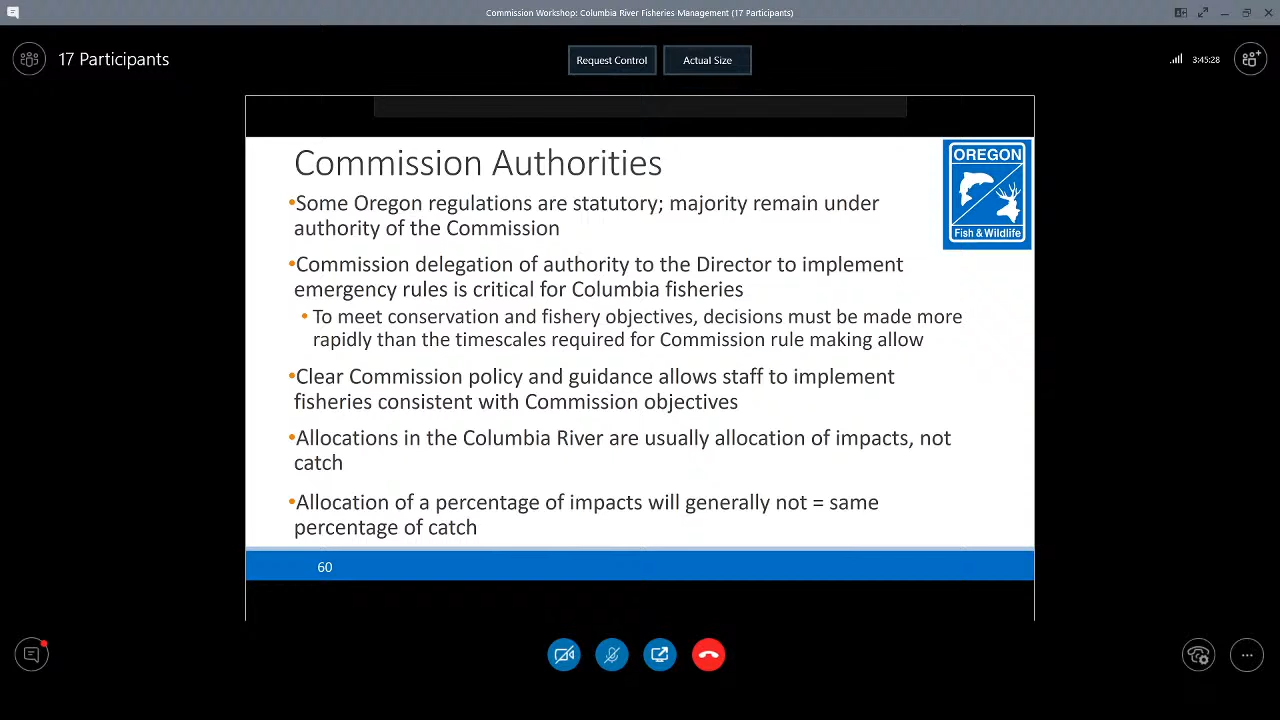 Commission Workshop: Columbia River Fisheries Management (17 Participants)
17 Participants
Request Control
Actual Size
3:45:28
Commission Authorities
OREGON
Fish & Wildlife
•Some Oregon regulations are statutory; majority remain under
authority of the Commission
•Commission delegation of authority to the Director to implement
emergency rules is critical for Columbia fisheries
• To meet conservation and fishery objectives, decisions must be made more
rapidly than the timescales required for Commission rule making allow
•Clear Commission policy and guidance allows staff to implement
fisheries consistent with Commission objectives
•Allocations in the Columbia River are usually allocation of impacts, not
catch
•Allocation of a percentage of impacts will generally not = same
percentage of catch
60